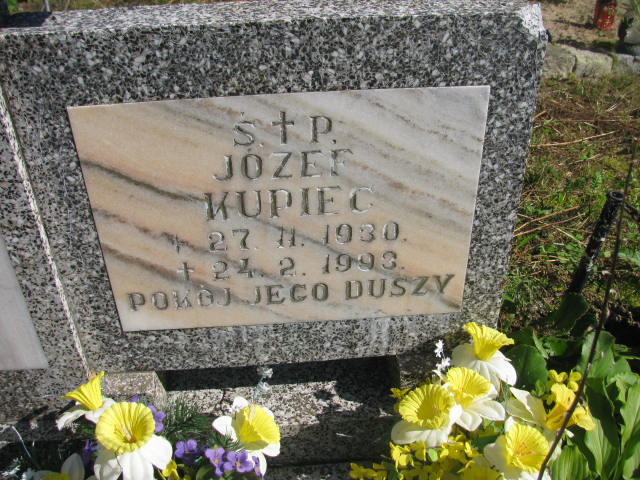 Ś.†P.
JÓZEF
KUPIEC
* 27. 11. 1930.
† 24. 2. 1993.
POKÓJ JEGO DUSZY